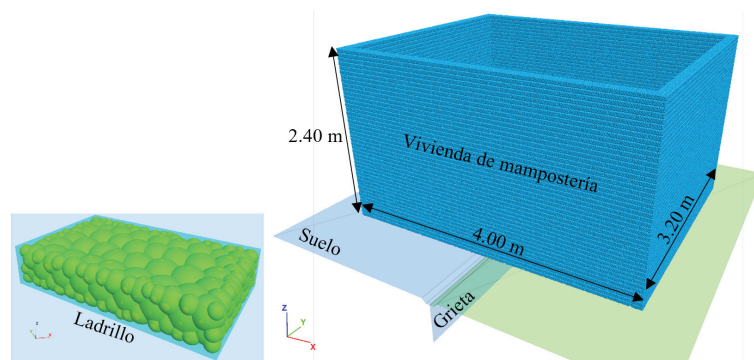 2.40 m
Vivienda de mampostería
4.00 m
3.20 m
Suelo
Grieta
Ladrillo
Z
Y
X